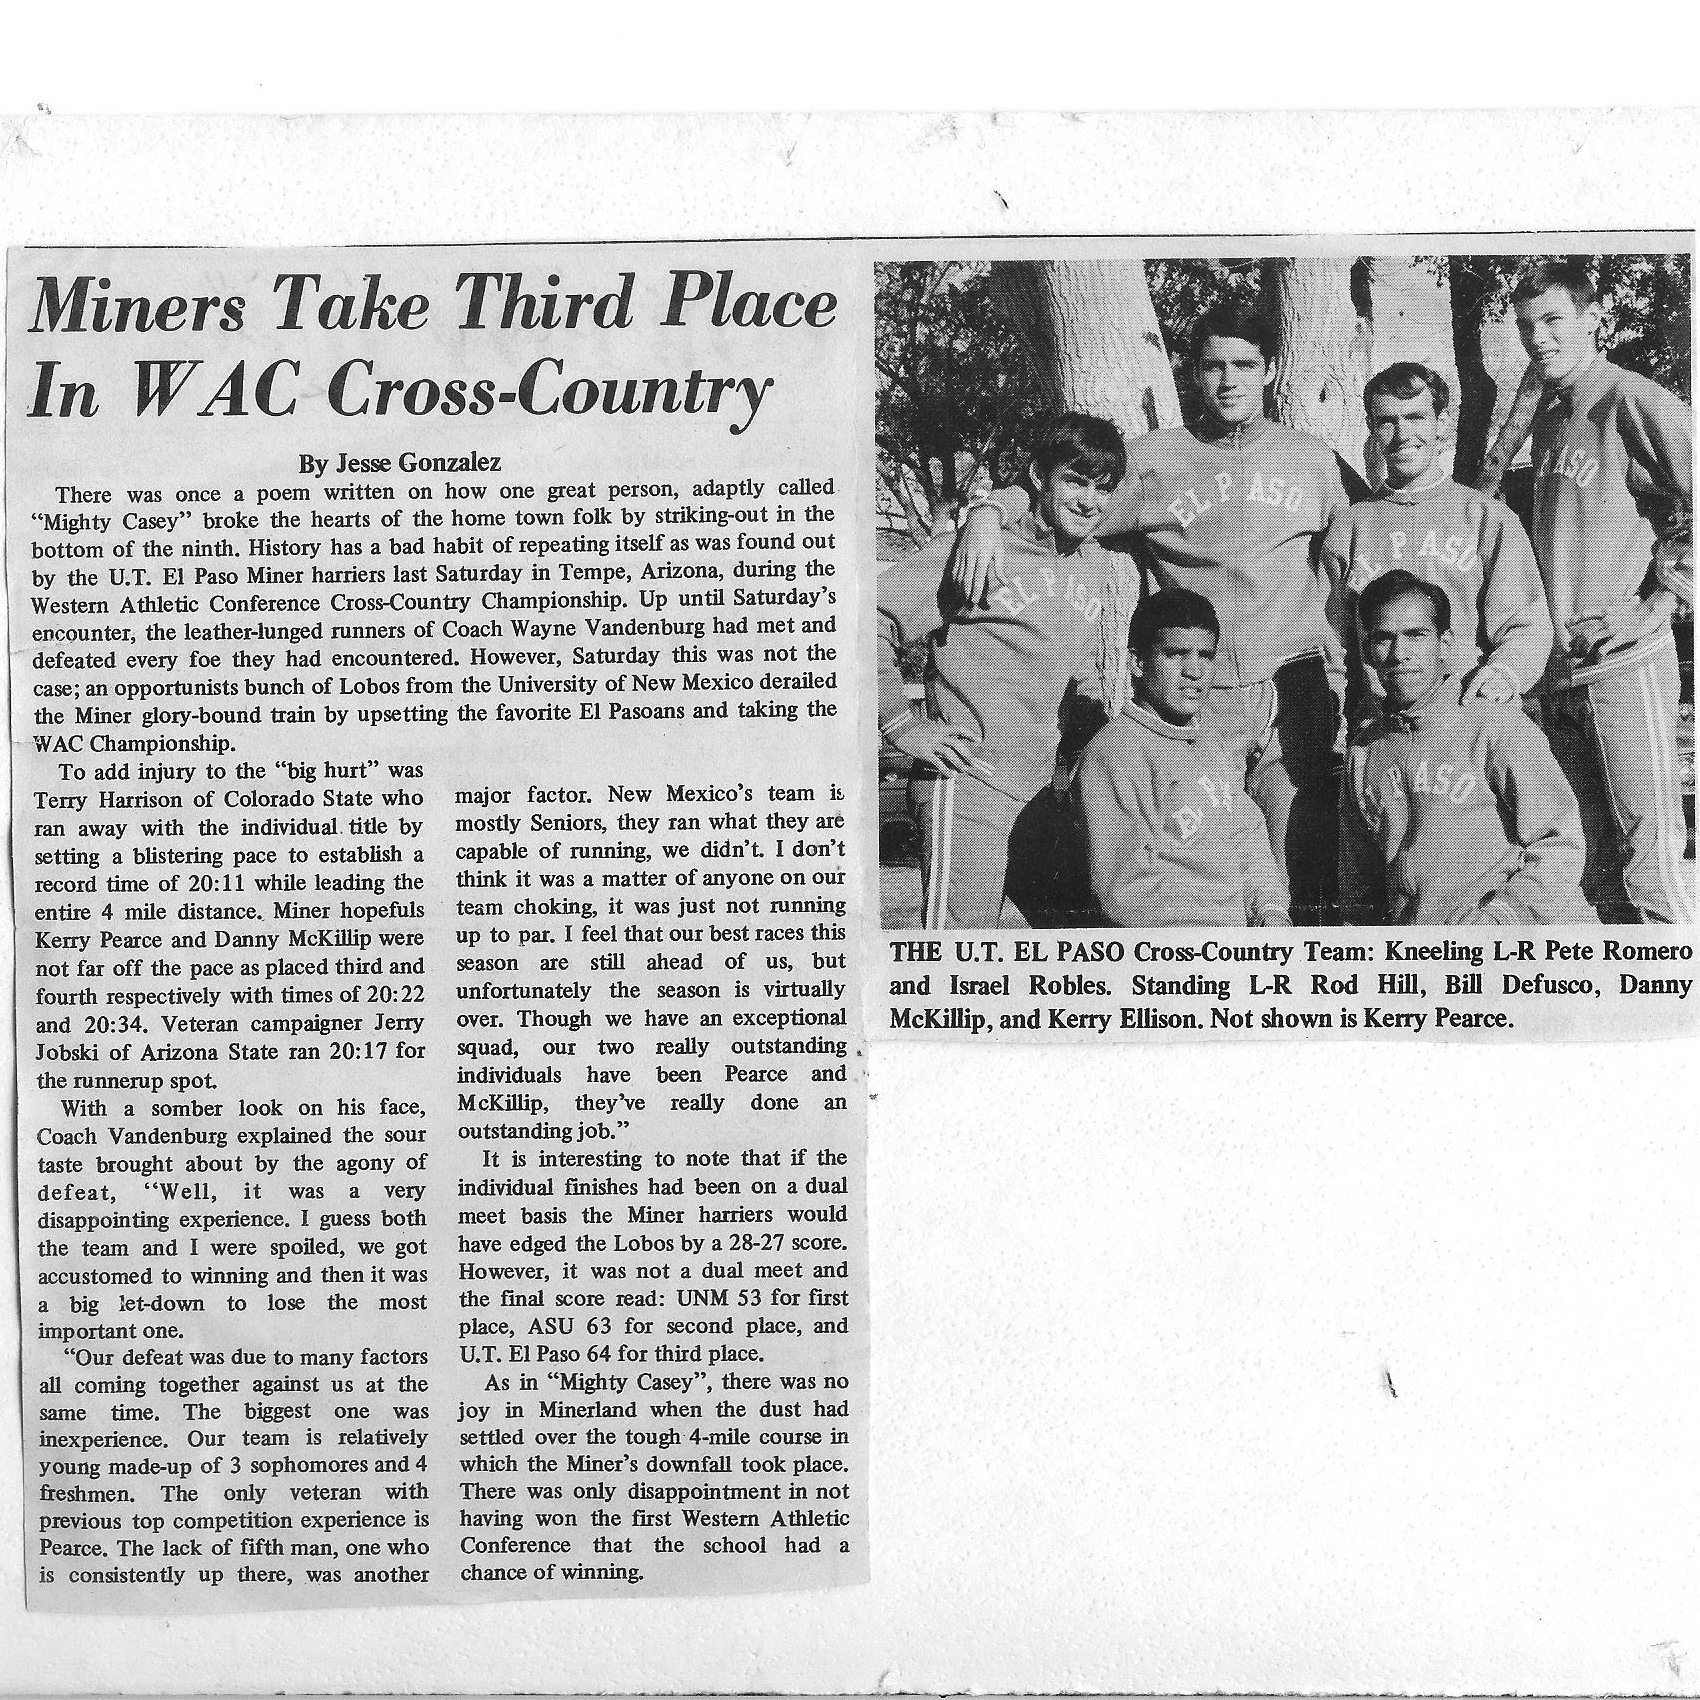 Miners Take Third Place
In WAC Cross-Country
By Jesse Gonzalez
There was once a poem written on how one great person, adaptly called
“Mighty Casey” broke the hearts of the home town folk by striking-out in the
bottom of the ninth. History has a bad habit of repeating itself as was found out
by the U.T. El Paso Miner harriers last Saturday in Tempe, Arizona, during the
Western Athletic Conference Cross-Country Championship. Up until Saturday’s
encounter, the leather-lunged runners of Coach Wayne Vandenburg had met and
defeated every foe they had encountered. However, Saturday this was not the
case; an opportunists bunch of Lobos from the University of New Mexico derailed
the Miner glory-bound train by upsetting the favorite El Pasoans and taking the
WAC Championship.
To add injury to the “big hurt” was
Terry Harrison of Colorado State who
ran away with the individual title by
setting a blistering pace to establish a
record time of 20:11 while leading the
entire 4 mile distance. Miner hopefuls
Kerry Pearce and Danny McKillip were
not far off the pace as placed third and
fourth respectively with times of 20:22
and 20:34. Veteran campaigner Jerry
Jobski of Arizona State ran 20:17 for
the runnerup spot.
With a somber look on his face,
Coach Vandenburg explained the sour
taste brought about by the agony of
defeat, “Well, it was a very
disappointing experience. I guess both
the team and I were spoiled, we got
accustomed to winning and then it was
a big let-down to lose the most
important one.
“Our defeat was due to many factors
all coming together against us at the
same time. The biggest one was
inexperience. Our team is relatively
young made-up of 3 sophomores and 4
freshmen. The only veteran with
previous top competition experience is
Pearce. The lack of fifth man, one who
is consistently up there, was another
major factor. New Mexico’s team is
mostly Seniors, they ran what they are
capable of running, we didn’t. I don’t
think it was a matter of anyone on our
team choking, it was just not running
up to par. I feel that our best races this
season are still ahead of us, but
unfortunately the season is virtually
over. Though we have an exceptional
squad, our two really outstanding
individuals have been Pearce and
McKillip, they’ve really done an
outstanding job.”
It is interesting to note that if the
individual finishes had been on a dual
meet basis the Miner harriers would
have edged the Lobos by a 28-27 score.
However, it was not a dual meet and
the final score read: UNM 53 for first
place, ASU 63 for second place, and
U.T. El Paso 64 for third place.
As in “Mighty Casey”, there was no
joy in Minerland when the dust had
settled over the tough 4-mile course in
which the Miner’s downfall took place.
There was only disappointment in not
having won the first Western Athletic
Conference that the school had a
chance of winning.
EL PASO
EL PASO
EL PASO
PASO
EL PA
PASO
THE U.T. EL PASO Cross-Country Team: Kneeling L-R Pete Romero
and Israel Robles. Standing L-R Rod Hill, Bill Defusco, Danny
McKillip, and Kerry Ellison. Not shown is Kerry Pearce.